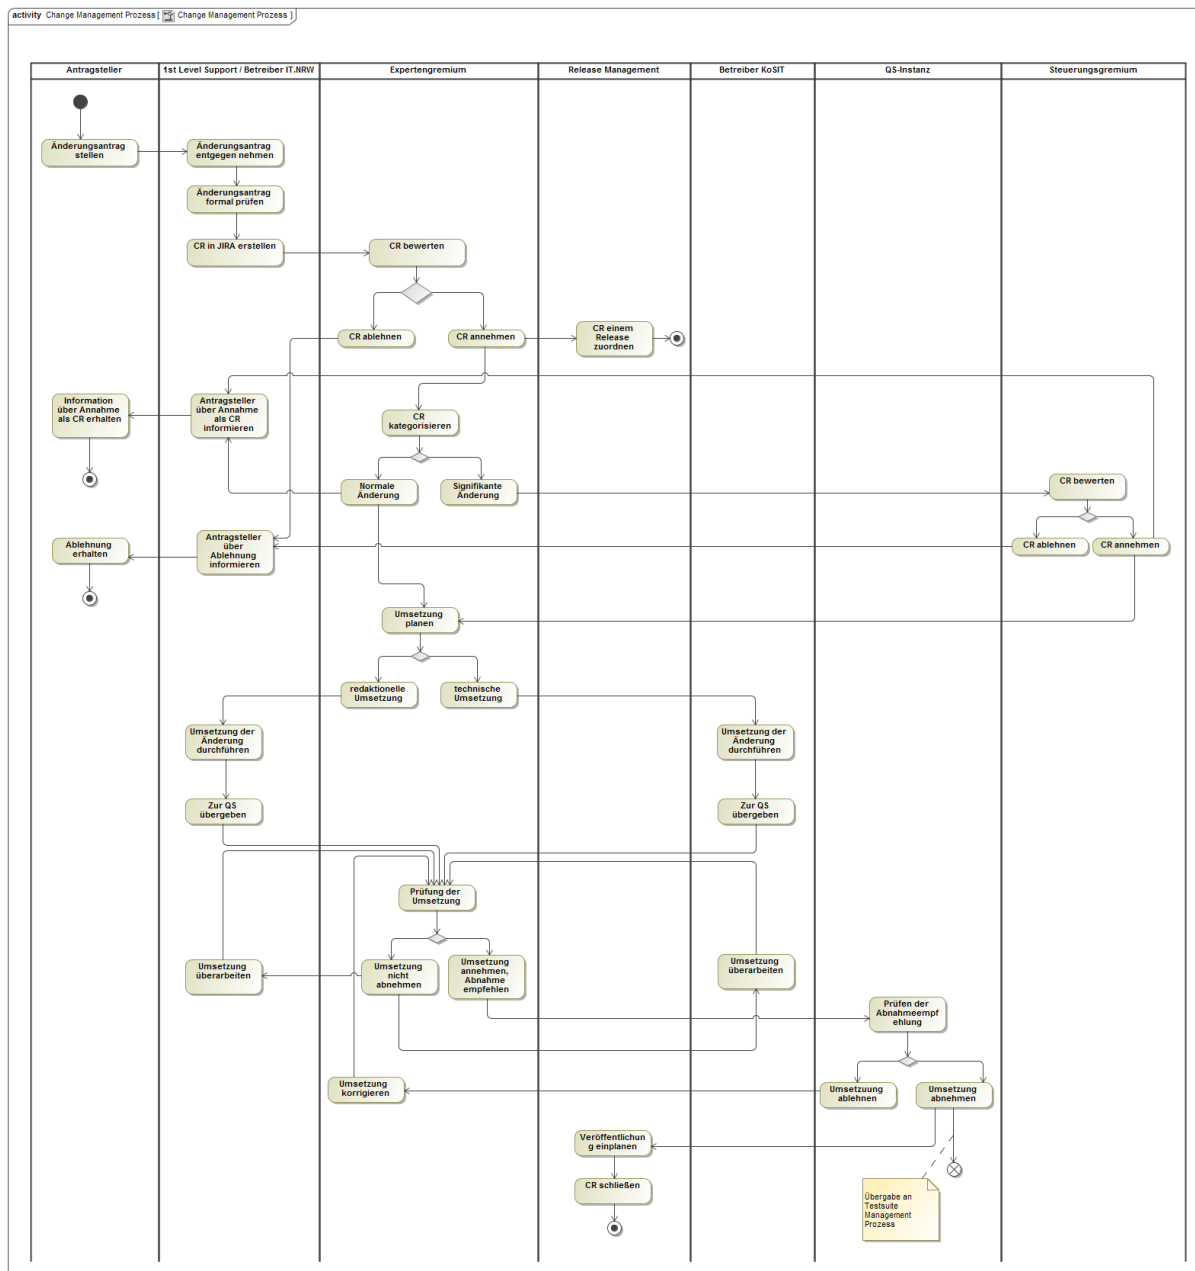 activity Change Management Prozess [ Change Management Prozess ]
Antragsteller
1st Level Support / Betreiber IT.NRW
Expertengremium
Release Management
Betreiber KoSIT
QS-Instanz
Steuerungsgremium
Änderungsantrag
stellen
Änderungsantrag
entgegen nehmen
Änderungsantrag
formal prüfen
CR in JIRA erstellen
CR bewerten
CR ablehnen
CR annehmen
CR einem
Release
zuordnen
Information
über Annahme
als CR erhalten
Antragsteller
über Annahme
als CR
informieren
CR
kategorisieren
Normale
Änderung
Signifikante
Änderung
CR bewerten
Ablehnung
erhalten
Antragsteller
über
Ablehnung
informieren
CR ablehnen
CR annehmen
Umsetzung
planen
redaktionelle
Umsetzung
technische
Umsetzung
Umsetzung der
Änderung
durchführen
Umsetzung der
Änderung
durchführen
Zur QS
übergeben
Zur QS
übergeben
Prüfung der
Umsetzung
Umsetzung
überarbeiten
Umsetzung
nicht
abnehmen
Umsetzung
annehmen,
Abnahme
empfehlen
Umsetzung
überarbeiten
Prüfen der
Abnahmeempf
ehlung
Umsetzung
korrigieren
Umsetzuung
ablehnen
Umsetzung
abnehmen
Veröffentlichun
g einplanen
CR schließen
Übergabe an
Testsuite
Management
Prozess